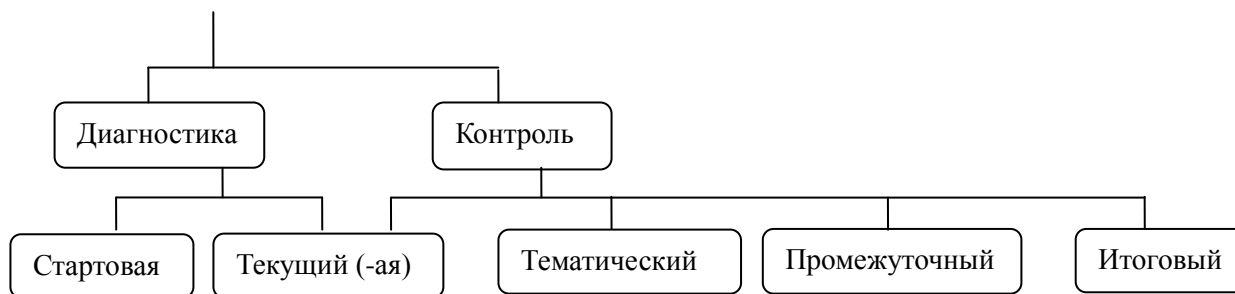 Диагностика
Контроль
Стартовая
Текущий (-ая)
Тематический
Промежуточный
Итоговый